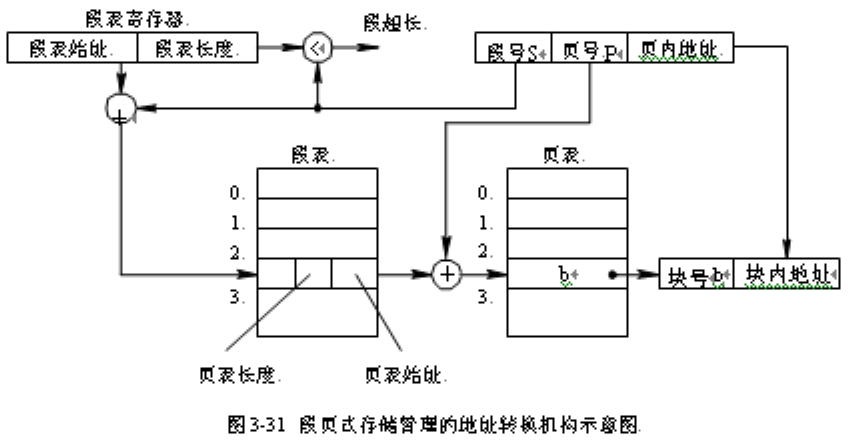 段表寄存器
段表始址 段表长度
<
段超长
段号S 页号P 页内地址
+
段表
0.
1.
2.
3.
页表
0.
1.
2.
3.
+
b
块号b 块内地址
页表长度
页表始址
图3-31 段页式存储管理的地址转换机构示意图